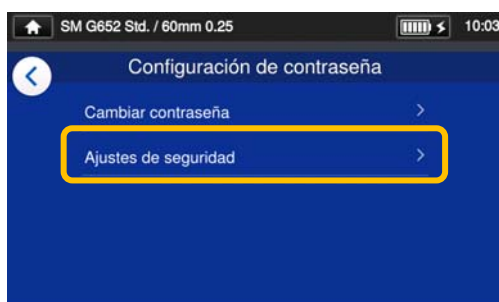 SM G652 Std. / 60mm 0.25 10:03
Configuración de contraseña
Cambiar contraseña
Ajustes de seguridad